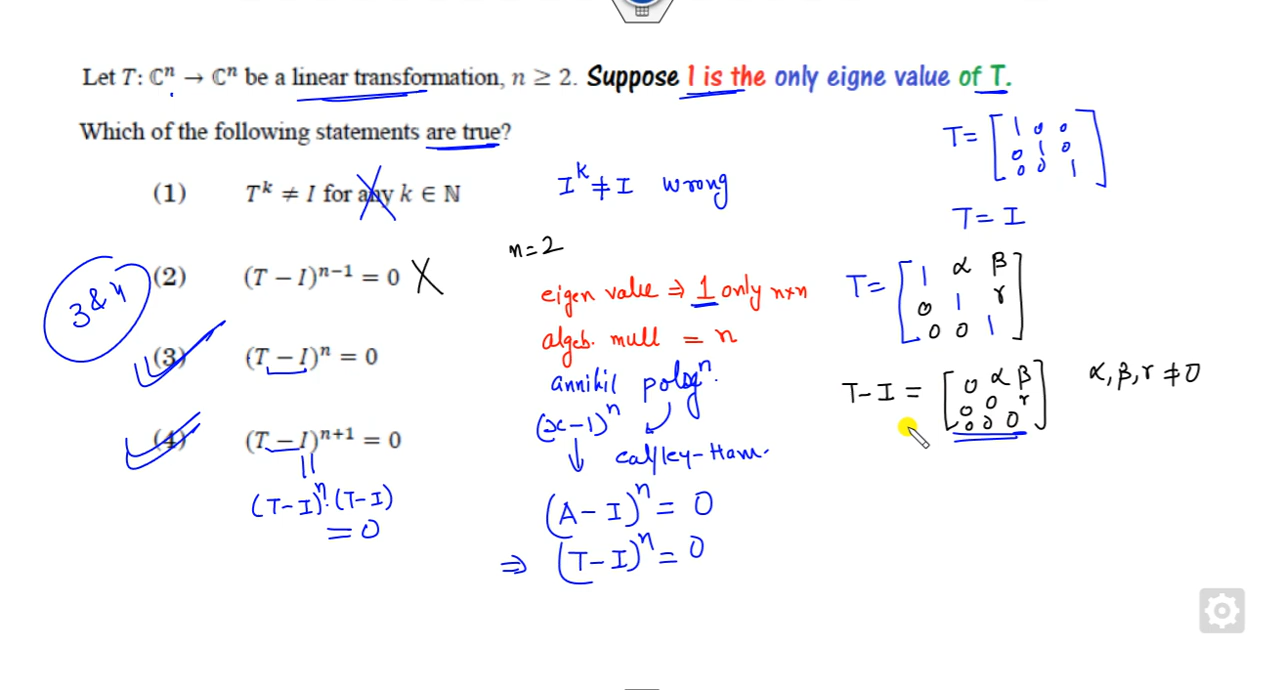 Let T: ℂⁿ → ℂⁿ be a linear transformation, n ≥ 2. Suppose 1 is the only eigne value of T.
Which of the following statements are true?
(1) Tᵏ ≠ I for any k ∈ ℕ
(2) (T − I)ⁿ⁻¹ = 0
(3) (T − I)ⁿ = 0
(4) (T − I)ⁿ⁺¹ = 0
3 & 4
||
(T-I)ⁿ·(T-I)
= 0
Iᵏ ≠ I wrong
n=2
eigen value ⇒ 1 only n×n
algeb. mull = n
annihil polyⁿ.
(x-1)ⁿ
↓ calfley-Ham.
(A-I)ⁿ = 0
⇒ (T-I)ⁿ = 0
T= [1 0 0
0 1 0
0 0 1]
T= I
T= [1 α β
0 1 r
0 0 1]
T-I = [0 α β
0 0 r
0 0 0] α, β, r ≠ 0